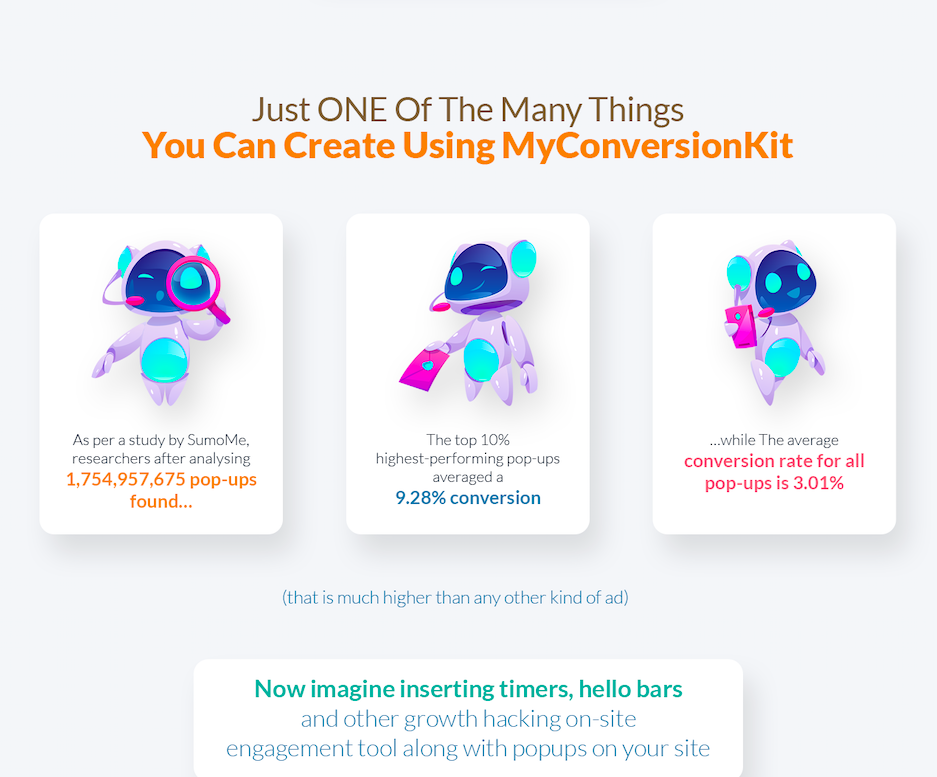 Just ONE Of The Many Things
You Can Create Using MyConversionKit
As per a study by SumoMe,
researchers after analysing
1,754,957,675 pop-ups
found...
The top 10%
highest-performing pop-ups
averaged a
9.28% conversion
...while The average
conversion rate for all
pop-ups is 3.01%
(that is much higher than any other kind of ad)
Now imagine inserting timers, hello bars
and other growth hacking on-site
engagement tool along with popups on your site